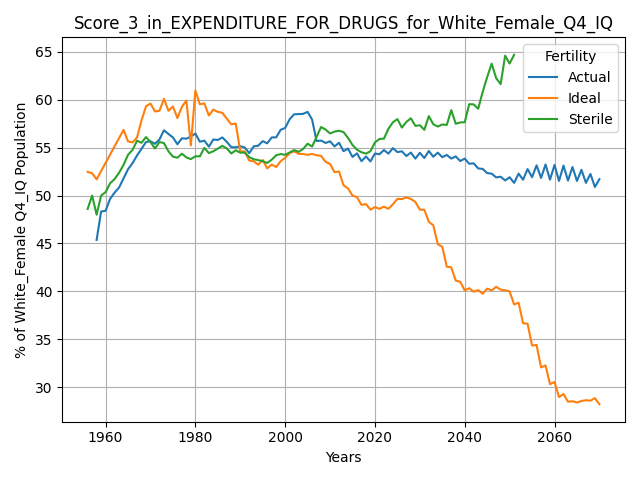 Score_3_in_EXPENDITURE_FOR_DRUGS_for_White_Female_Q4_IQ
% of White_Female Q4_IQ Population
65
60
55
50
45
40
35
30
Fertility
Actual
Ideal
Sterile
1960 1980 2000 2020 2040 2060
Years